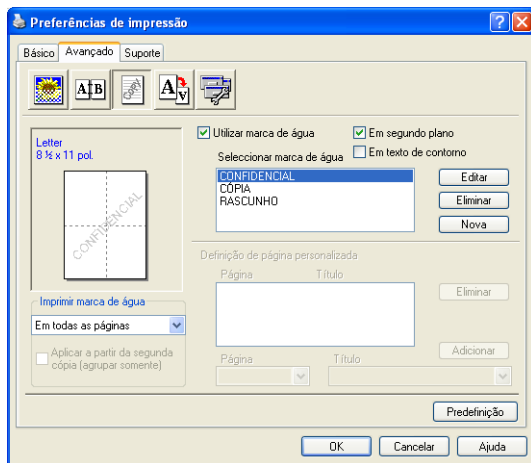 Preferências de impressão
Básico Avançado Suporte
A|B COPY A A
Utilizar marca de água Em segundo plano
Letter
8 ½ x 11 pol.
Seleccionar marca de água Em texto de contorno
CONFIDENCIAL
CÓPIA
RASCUNHO
Editar
Eliminar
Nova
CONFIDENCIAL
Definição de página personalizada
Página Título
Eliminar
Imprimir marca de água
Em todas as páginas
Aplicar a partir da segunda
cópia (agrupar somente)
Adicionar
Página Título
Predefinição
OK Cancelar Ajuda